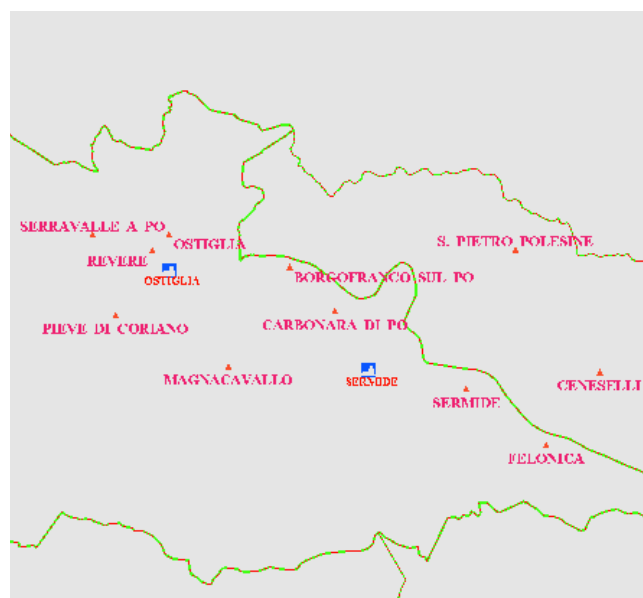 SERRAVALLE A PO
OSTIGLIA
S. PIETRO POLESINE
REVERE
OSTIGLIA
BORGOFRANCO SUL PO
PIEVE DI CORIANO
CARBONARA DI PO
MAGNACAVALLO
SERMIDE
CENESELLI
SERMIDE
FELONICA